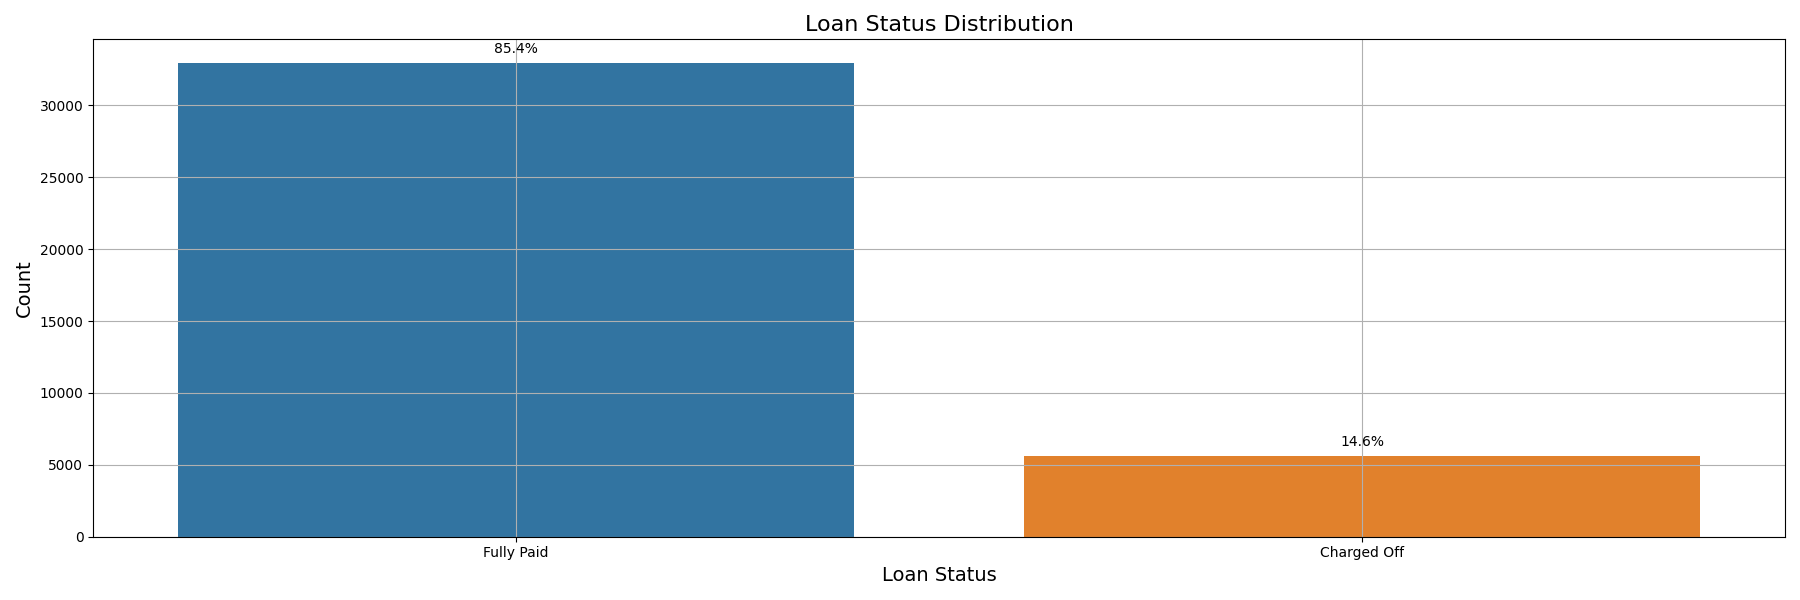 Loan Status Distribution
85.4%
30000
25000
20000
15000
10000
5000
0
Count
14.6%
Fully Paid
Charged Off
Loan Status